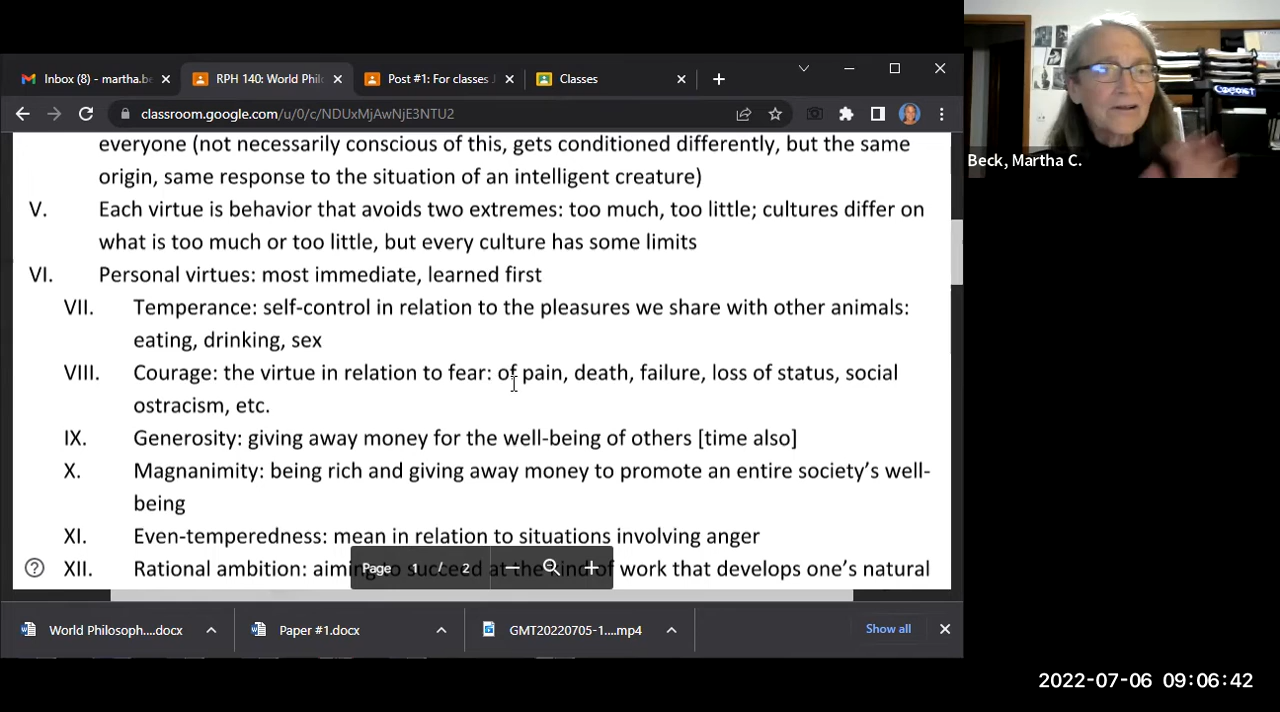 Inbox (8) - martha.be
RPH 140: World Phil
Post #1: For classes
Classes
classroom.google.com/u/0/c/NDUxMjAwNjE3NTU2
everyone (not necessarily conscious of this, gets conditioned differently, but the same
origin, same response to the situation of an intelligent creature)
V. Each virtue is behavior that avoids two extremes: too much, too little; cultures differ on
what is too much or too little, but every culture has some limits
VI. Personal virtues: most immediate, learned first
VII. Temperance: self-control in relation to the pleasures we share with other animals:
eating, drinking, sex
VIII. Courage: the virtue in relation to fear: of pain, death, failure, loss of status, social
ostracism, etc.
IX. Generosity: giving away money for the well-being of others [time also]
X. Magnanimity: being rich and giving away money to promote an entire society's well-
being
XI. Even-temperedness: mean in relation to situations involving anger
XII. Rational ambition: aiming to succeed at the kind of work that develops one's natural
Page 1 / 2
World Philosoph....docx
Paper #1.docx
GMT20220705-1....mp4
Show all
Beck, Martha C.
2022-07-06 09:06:42